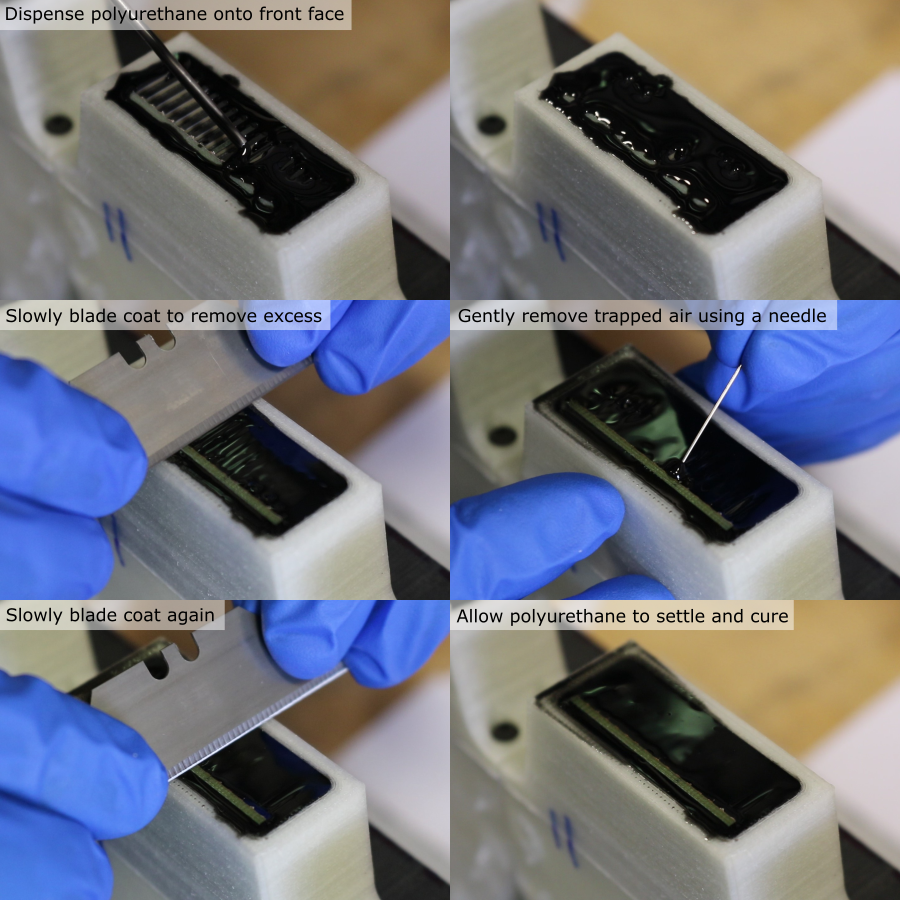 Dispense polyurethane onto front face
Slowly blade coat to remove excess
Gently remove trapped air using a needle
Slowly blade coat again
Allow polyurethane to settle and cure